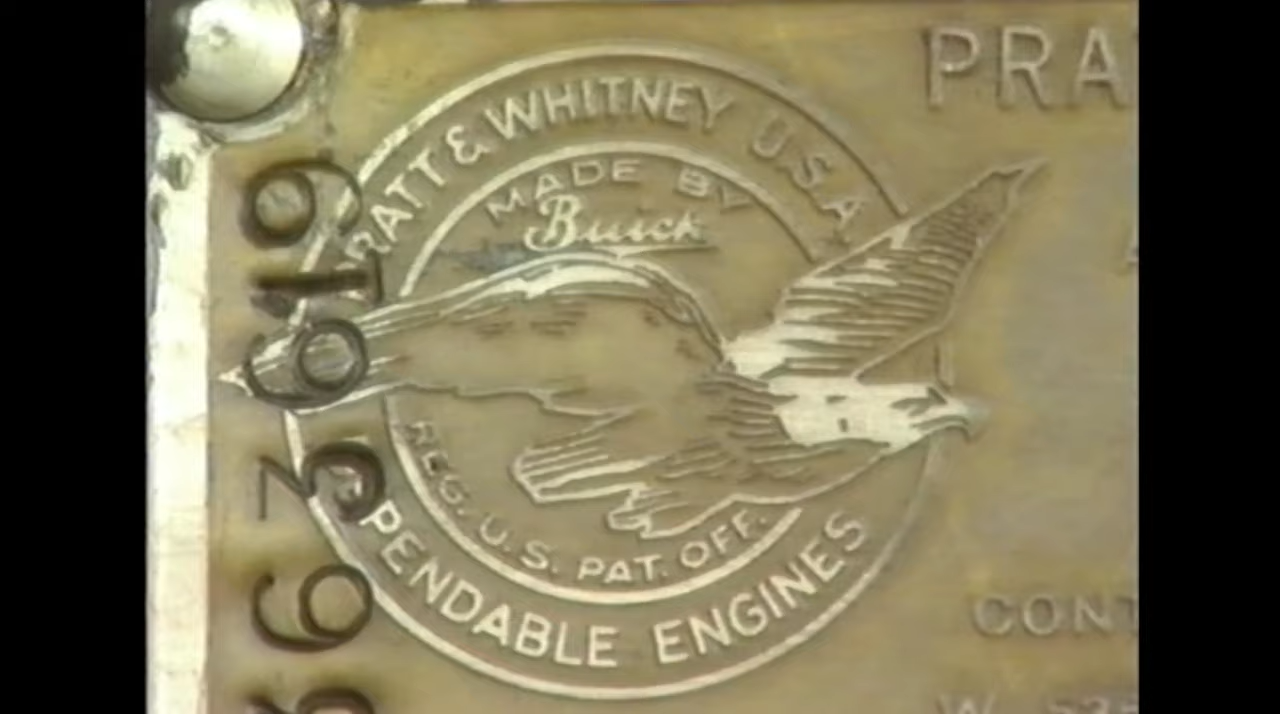 PRA
RATT & WHITNEY U.S.A
MADE BY
Buick
REG. U.S. PAT. OFF.
PENDABLE ENGINES
CONT